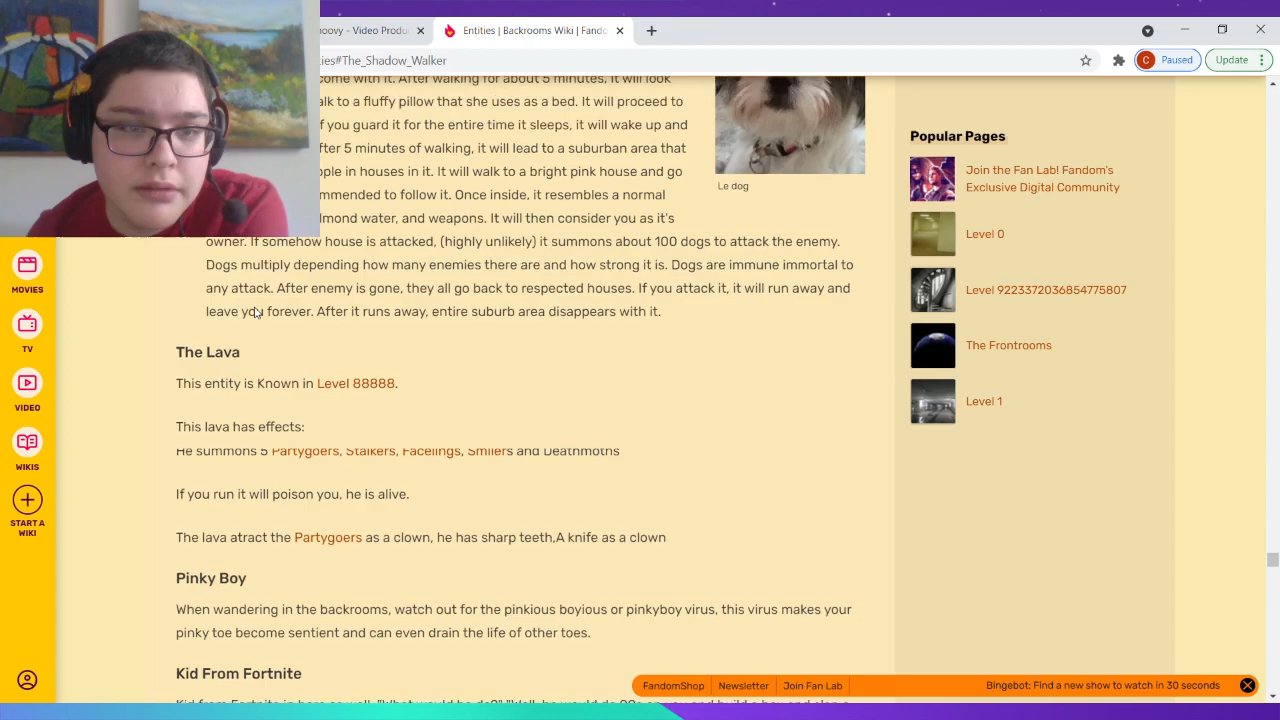 hoovy - Video Produ
Entities | Backrooms Wiki | Fando
ties#The_Shadow_Walker
Paused
Update
come with it. After walking for about 5 minutes, it will look
alk to a fluffy pillow that she uses as a bed. It will proceed to
f you guard it for the entire time it sleeps, it will wake up and
fter 5 minutes of walking, it will lead to a suburban area that
ople in houses in it. It will walk to a bright pink house and go
mmended to follow it. Once inside, it resembles a normal
lmond water, and weapons. It will then consider you as it's
owner. If somehow house is attacked, (highly unlikely) it summons about 100 dogs to attack the enemy.
Dogs multiply depending how many enemies there are and how strong it is. Dogs are immune immortal to
any attack. After enemy is gone, they all go back to respected houses. If you attack it, it will run away and
leave you forever. After it runs away, entire suburb area disappears with it.
Le dog
The Lava
This entity is Known in Level 88888.
This lava has effects:
He summons 5 Partygoers, Stalkers, Facelings, Smilers and Deathmoths
If you run it will poison you, he is alive.
The lava atract the Partygoers as a clown, he has sharp teeth,A knife as a clown
Pinky Boy
When wandering in the backrooms, watch out for the pinkious boyious or pinkyboy virus, this virus makes your
pinky toe become sentient and can even drain the life of other toes.
Kid From Fortnite
Popular Pages
Join the Fan Lab! Fandom's
Exclusive Digital Community
Level 0
Level 9223372036854775807
The Frontrooms
Level 1
MOVIES
TV
VIDEO
WIKIS
START A
WIKI
FandomShop
Newsletter
Join Fan Lab
Bingebot: Find a new show to watch in 30 seconds